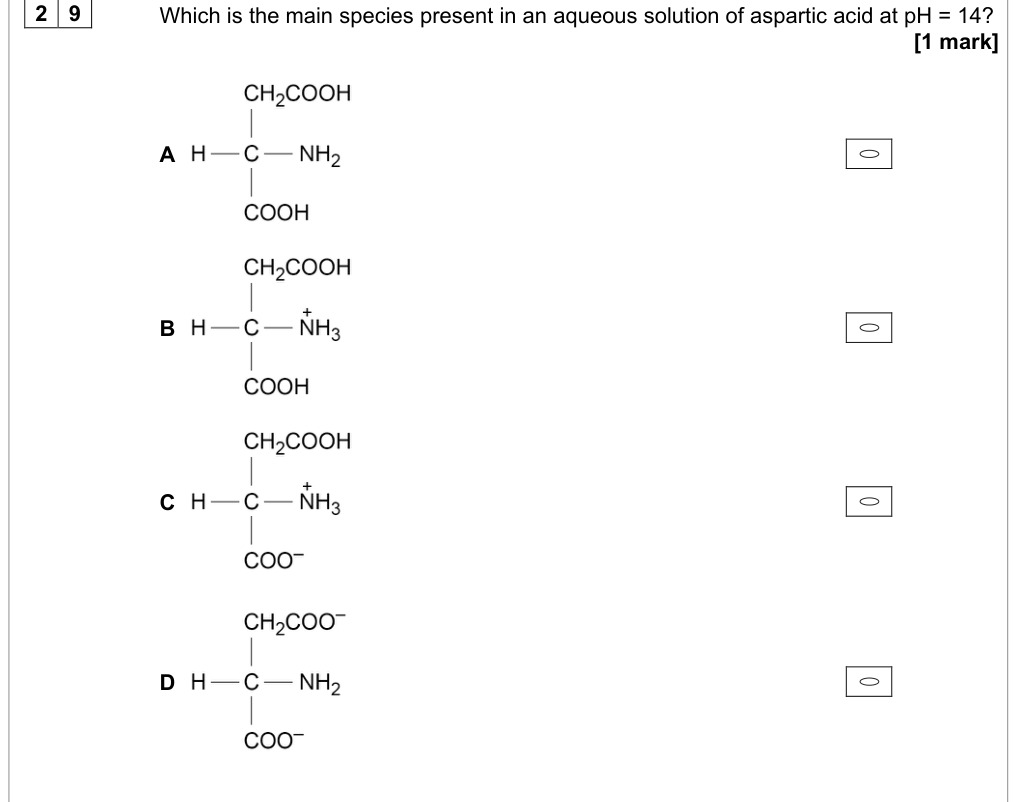 2 9 Which is the main species present in an aqueous solution of aspartic acid at pH = 14?
[1 mark]
CH₂COOH
A H—C—NH₂
COOH
CH₂COOH
+
B H—C—NH₃
COOH
CH₂COOH
+
C H—C—NH₃
COO⁻
CH₂COO⁻
D H—C—NH₂
COO⁻